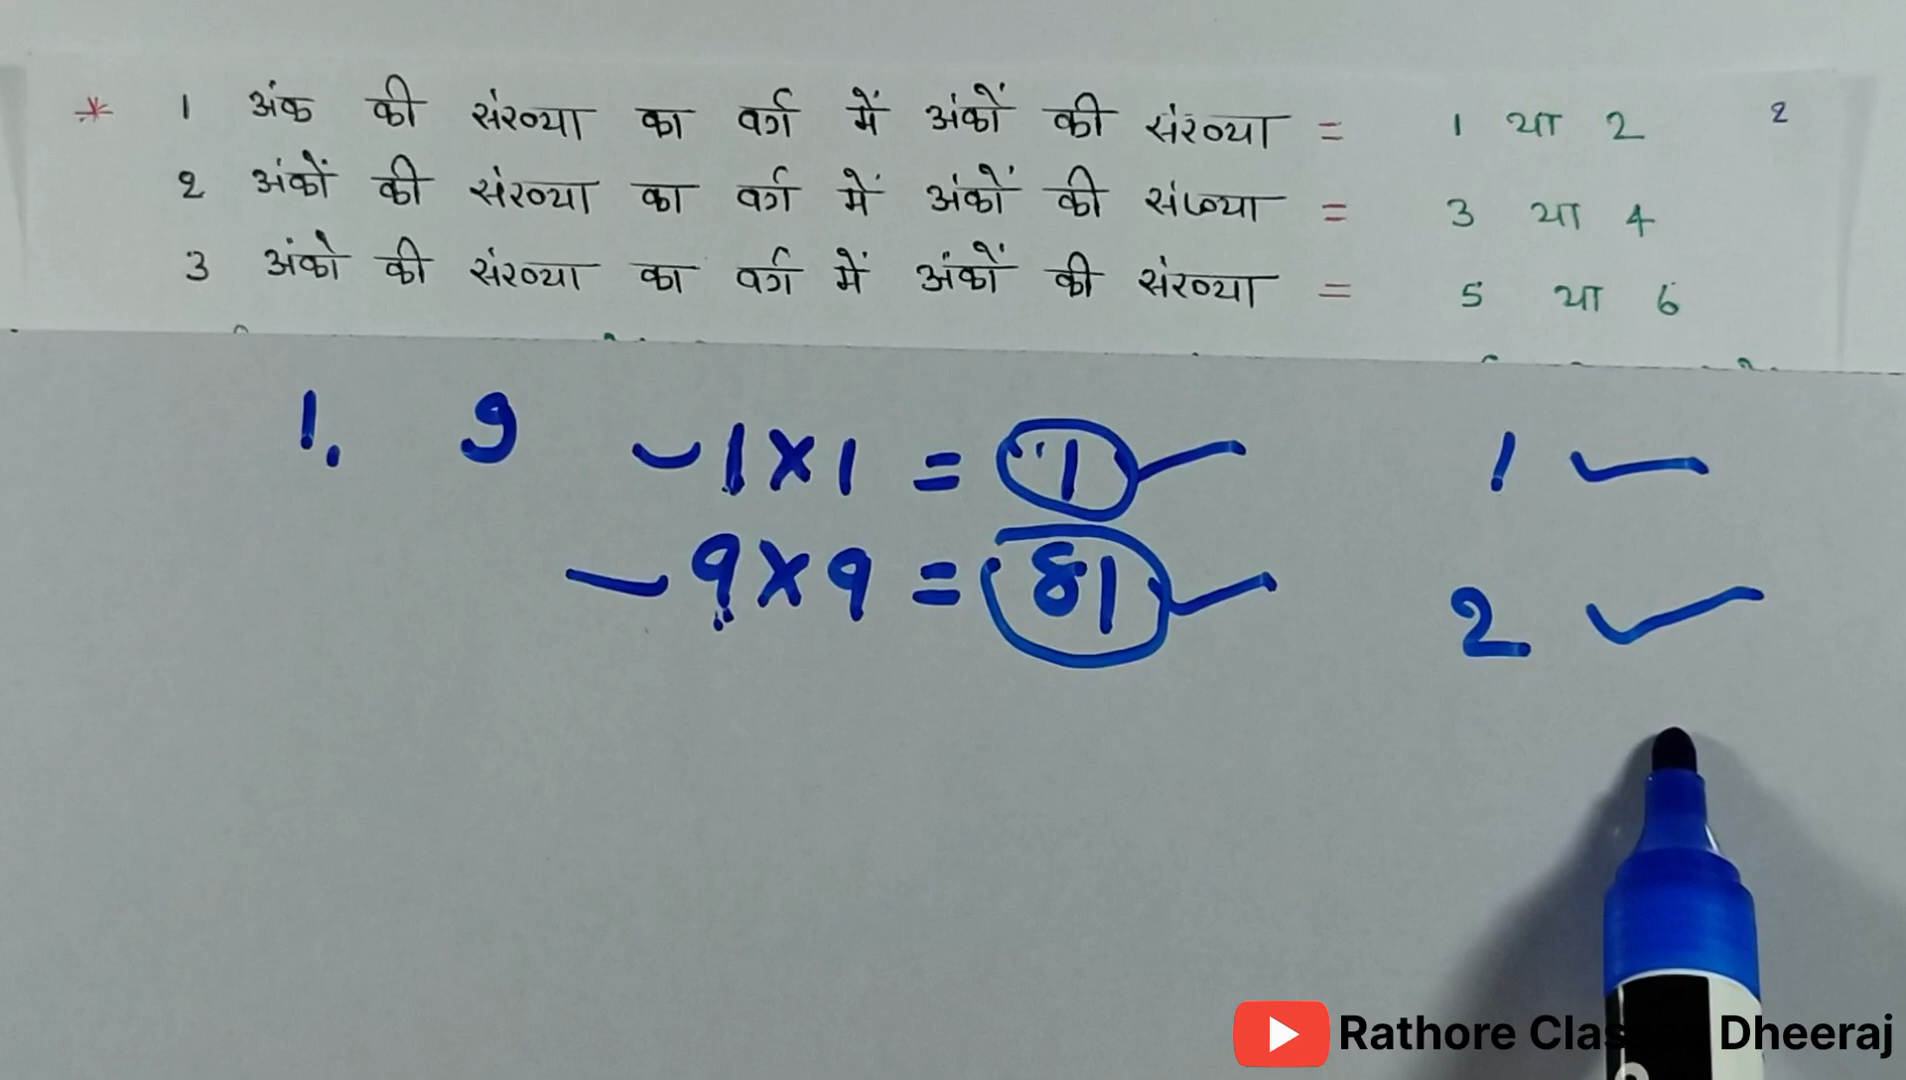 * 1 अंक की संख्या का वर्ग में अंकों की संख्या = 1 या 2 2
2 अंकों की संख्या का वर्ग में अंकों की संख्या = 3 या 4
3 अंको की संख्या का वर्ग में अंकों की संख्या = 5 या 6
1. 9 - 1×1 = 1 1
- 9×9 = 81 2
Rathore Dheeraj